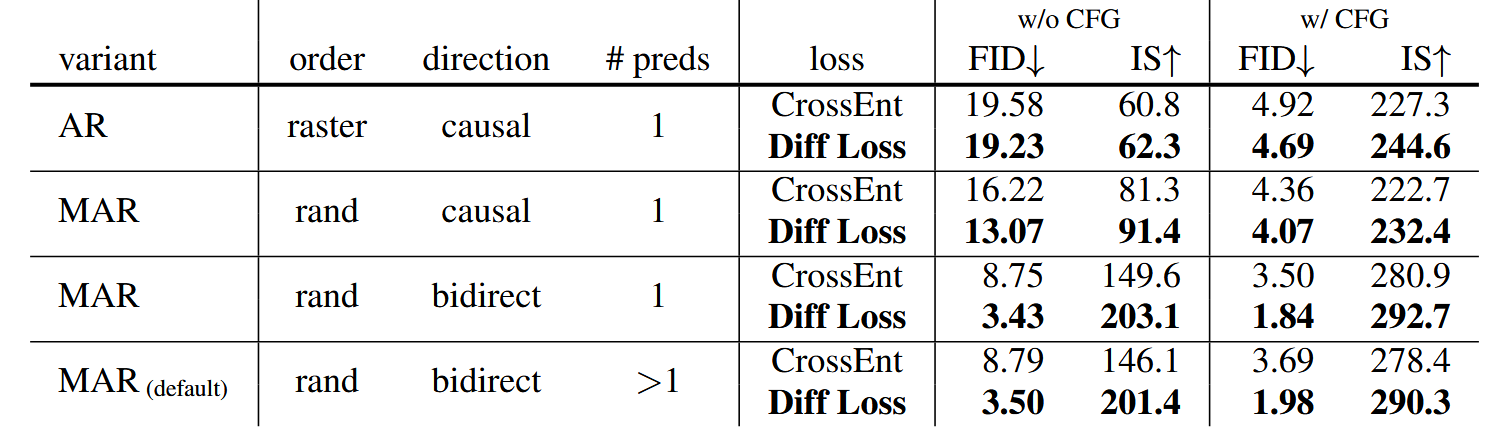 w/o CFG w/ CFG
variant order direction # preds loss FID↓ IS↑ FID↓ IS↑
CrossEnt 19.58 60.8 4.92 227.3
AR raster causal 1
Diff Loss 19.23 62.3 4.69 244.6
CrossEnt 16.22 81.3 4.36 222.7
MAR rand causal 1
Diff Loss 13.07 91.4 4.07 232.4
CrossEnt 8.75 149.6 3.50 280.9
MAR rand bidirect 1
Diff Loss 3.43 203.1 1.84 292.7
CrossEnt 8.79 146.1 3.69 278.4
MAR (default) rand bidirect >1
Diff Loss 3.50 201.4 1.98 290.3